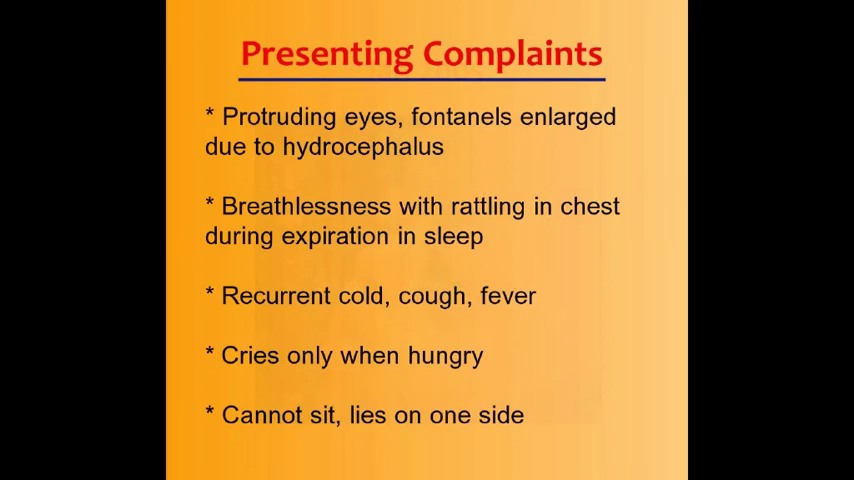 Presenting Complaints
* Protruding eyes, fontanels enlarged
due to hydrocephalus
* Breathlessness with rattling in chest
during expiration in sleep
* Recurrent cold, cough, fever
* Cries only when hungry
* Cannot sit, lies on one side